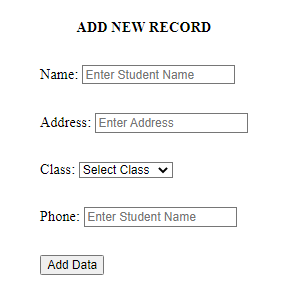 ADD NEW RECORD
Name: Enter Student Name
Address: Enter Address
Class: Select Class
Phone: Enter Student Name
Add Data